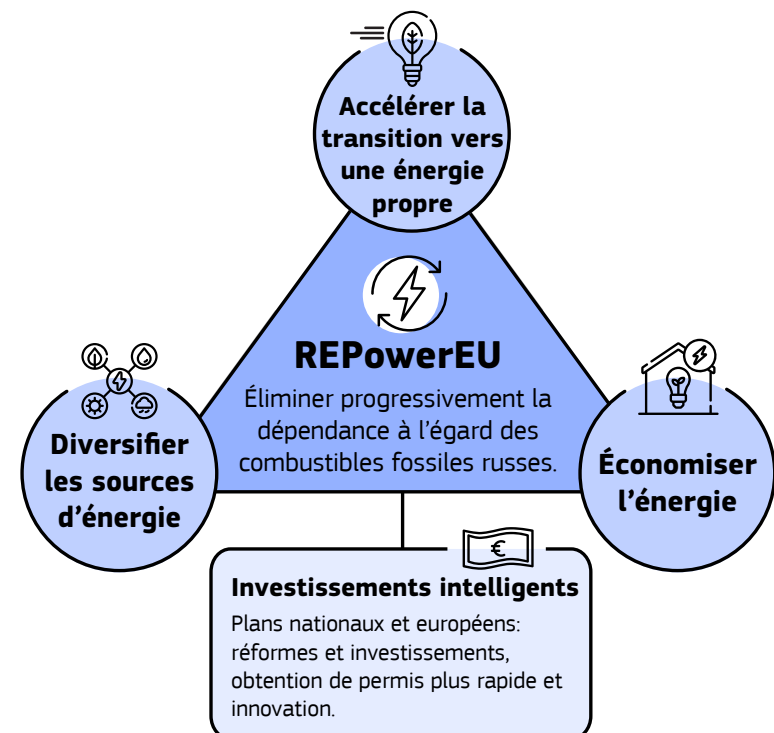 Accélérer la
transition vers
une énergie
propre
REPowerEU
Éliminer progressivement la
dépendance à l'égard des
combustibles fossiles russes.
Diversifier
les sources
d'énergie
Économiser
l'énergie
€
Investissements intelligents
Plans nationaux et européens:
réformes et investissements,
obtention de permis plus rapide et
innovation.